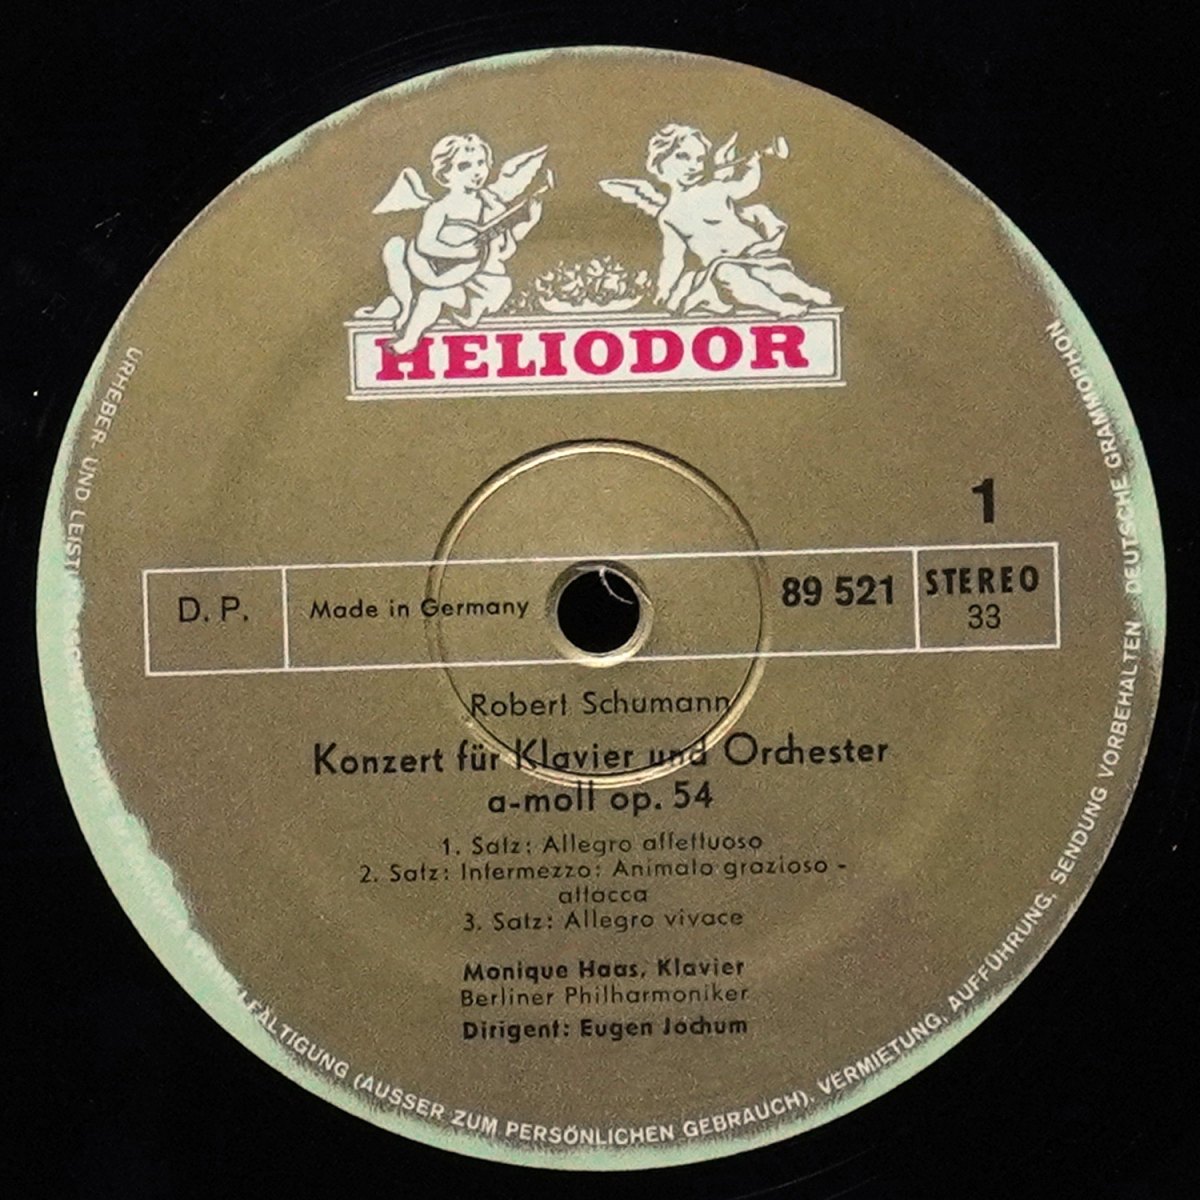 HELIODOR
1
D. P.
Made in Germany
89 521
STEREO
33
Robert Schumann
Konzert für Klavier und Orchester
a-moll op. 54
1. Satz: Allegro affettuoso
2. Satz: Intermezzo: Animato grazioso -
attacca
3. Satz: Allegro vivace
Monique Haas, Klavier
Berliner Philharmoniker
Dirigent: Eugen Jochum
URHEBER- UND (AUSSER ZUM PERSÖNLICHEN GEBRAUCH), VERMIETUNG, AUFFÜHRUNG, SENDUNG VORBEHALTEN DEUTSCHE GRAMMOPHON